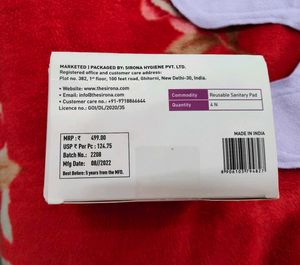 MARKETED | PACKAGED BY: SIRONA HYGIENE PVT. LTD.
Registered office and customer care address:
Plot no. 382, 1st floor, 100 feet road, Ghitorni, New Delhi-30, India.
• Website: www.thesirona.com
• Email: info@thesirona.com
• Customer care no.: +91-9718866644
• Licence no.: GOI/DL/2020/35
Commodity Reusable Sanitary Pad
Quantity 4 N
MRP : ₹ 499.00
USP ₹ Per Pc : 124.75
Batch No. : 2208
Mfg Date : 08//2022
Best Before: 5 years from the MFD.
MADE IN INDIA